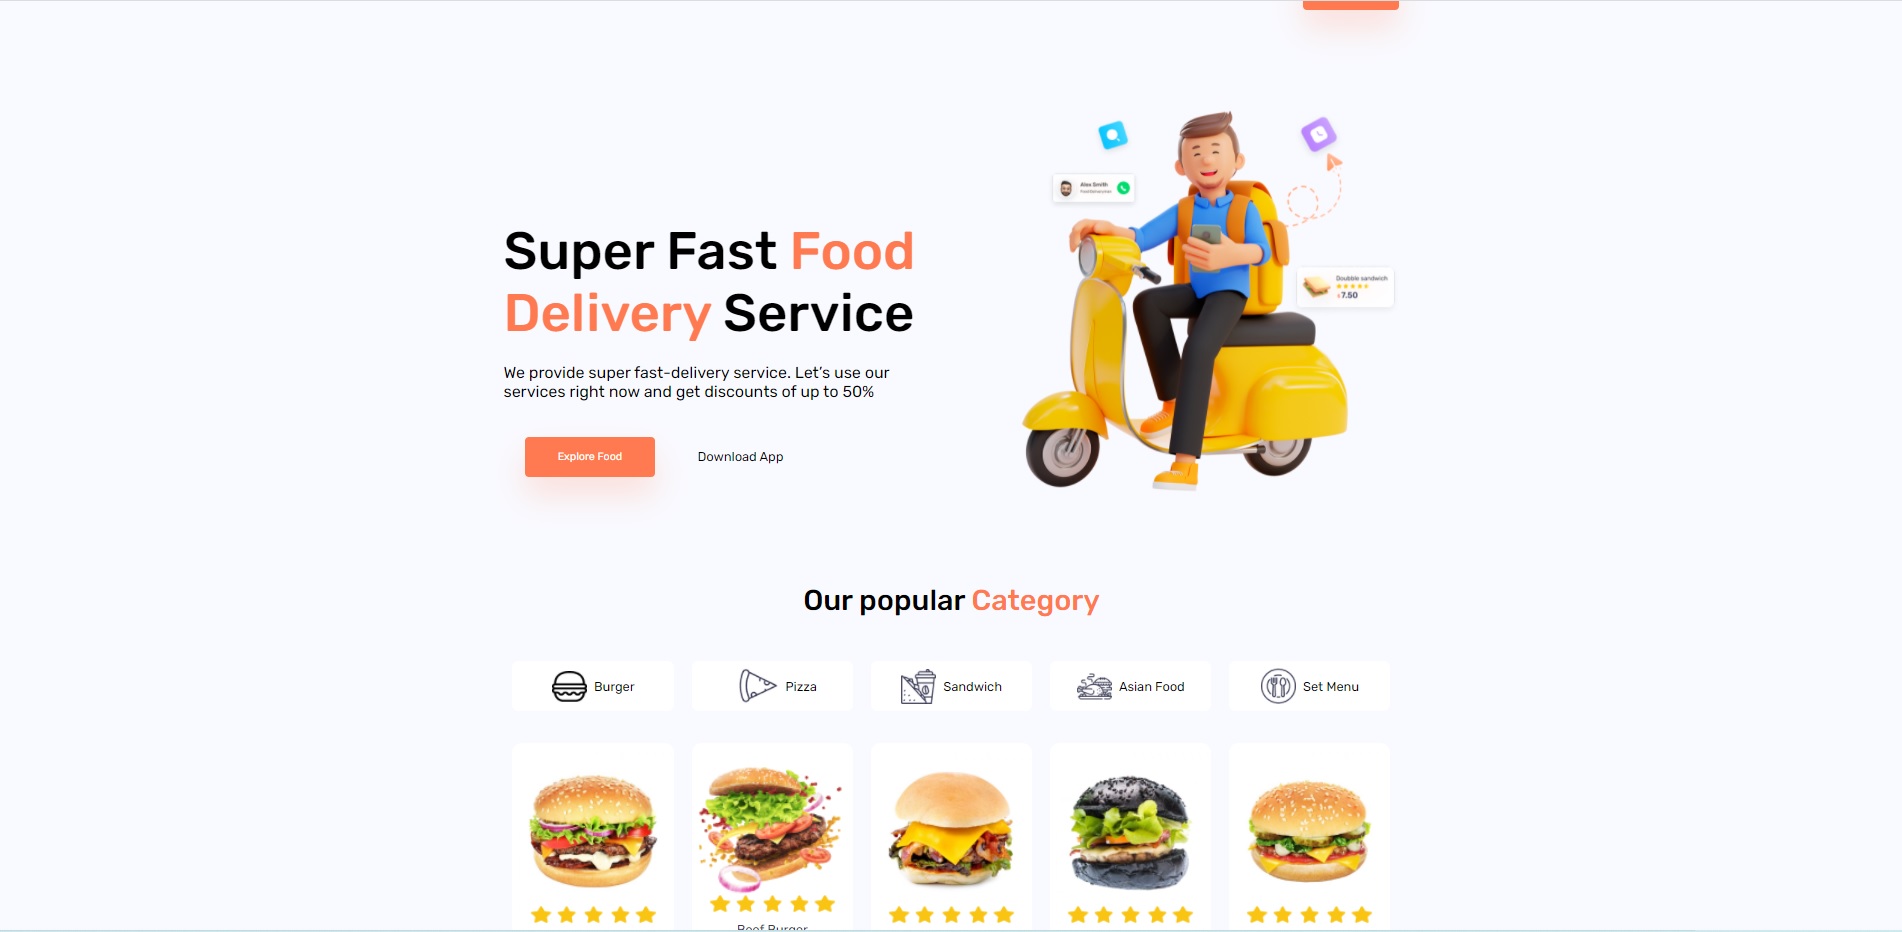 Alex Smith
Doubble sandwich
7.50
Super Fast Food
Delivery Service
We provide super fast-delivery service. Let's use our
services right now and get discounts of up to 50%
Explore Food
Download App
Our popular Category
Burger
Pizza
Sandwich
Asian Food
Set Menu
Beef Burger